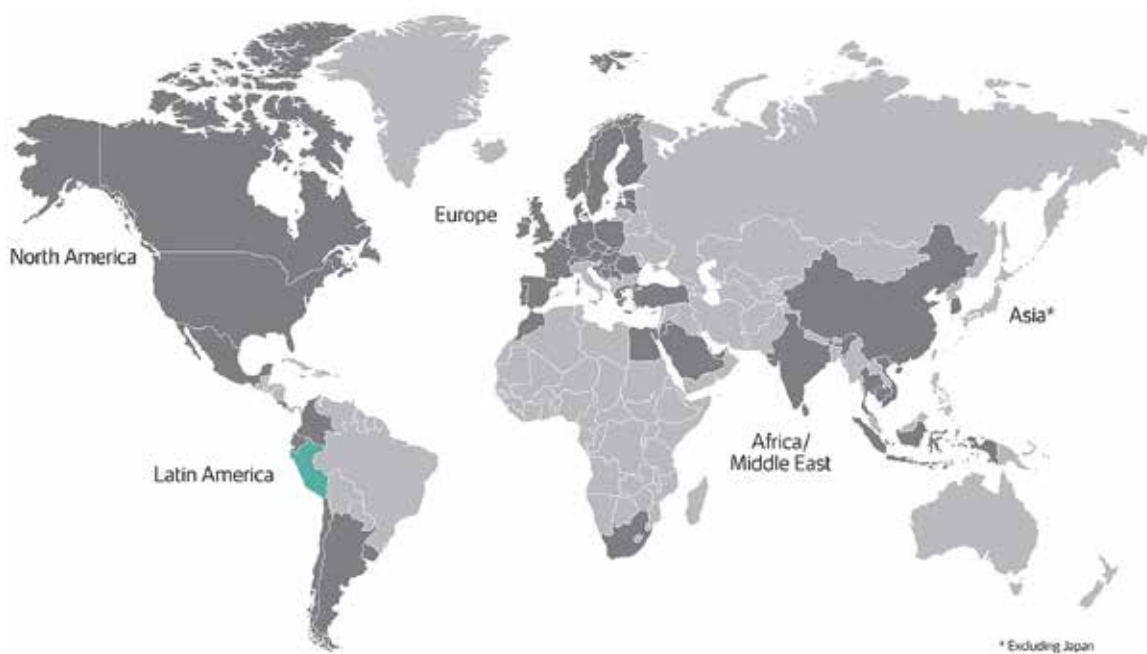 Europe
North America
Asia*
Africa/
Middle East
Latin America
* Excluding Japan